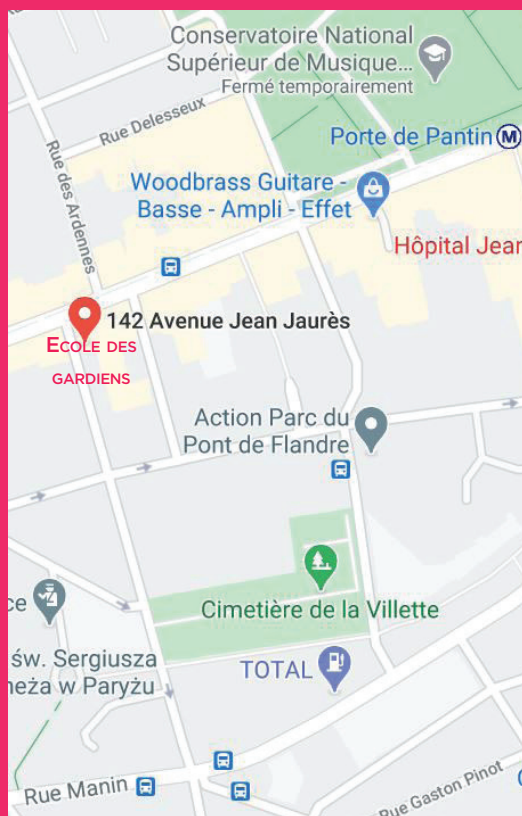 Conservatoire National
Supérieur de Musique...
Fermé temporairement
Rue Delesseux
Rue des Ardennes
Porte de Pantin M
Woodbrass Guitare -
Basse - Ampli - Effet
Hôpital Jean
142 Avenue Jean Jaurès
ECOLE DES
GARDIENS
Action Parc du
Pont de Flandre
ce
Cimetière de la Villette
św. Sergiusza
neża w Paryżu
TOTAL
Rue Manin
Rue Gaston Pinot